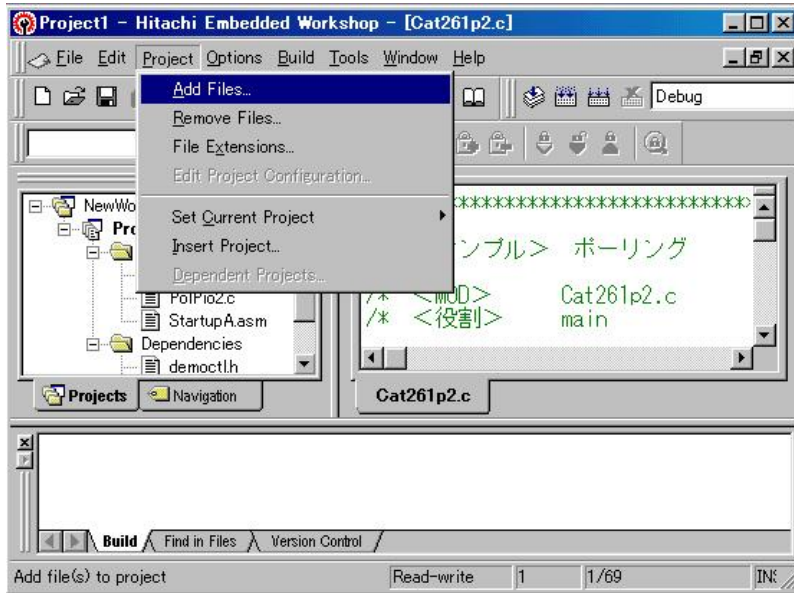 Project1 - Hitachi Embedded Workshop - [Cat261p2.c]
File Edit Project Options Build Tools Window Help
Add Files...
Remove Files...
File Extensions...
Edit Project Configuration...
Set Current Project
Insert Project...
Dependent Projects...
Debug
NewWo
Pro
PolPio2.c
StartupA.asm
Dependencies
democtl.h
Projects Navigation
*****************************
ンプル> ポーリング
/* <MOD> Cat261p2.c
/* <役割> main
Cat261p2.c
Build Find in Files Version Control
Add file(s) to project Read-write 1 1/69 INS